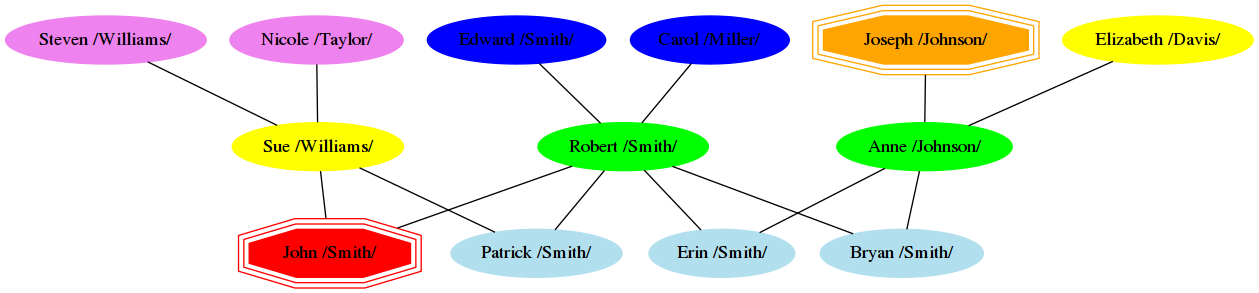 Steven /Williams/
Nicole /Taylor/
Edward /Smith/
Carol /Miller/
Joseph /Johnson/
Elizabeth /Davis/
Sue /Williams/
Robert /Smith/
Anne /Johnson/
John /Smith/
Patrick /Smith/
Erin /Smith/
Bryan /Smith/